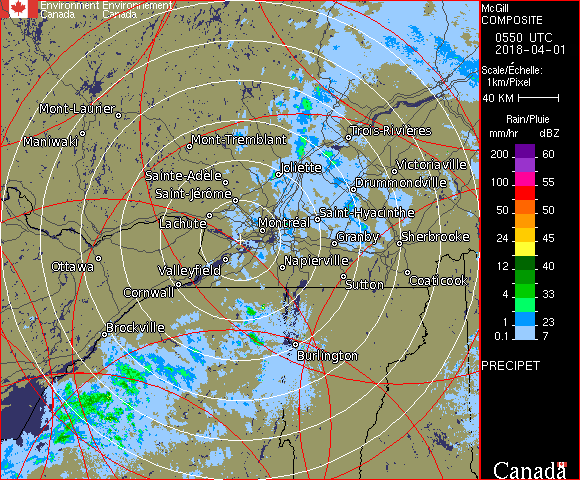 Environment Environnement
Canada Canada
McGill
COMPOSITE
0550 UTC
2018-04-01
Scale/Échelle:
1km/Pixel
40 KM
Rain/Pluie
mm/hr dBZ
200 60
100 55
50 50
24 45
12 40
8 35
4 33
1 23
0.1 7
PRECIPET
Canada
Mont-Laurier
Maniwaki
Mont-Tremblant
Trois-Rivières
Joliette
Victoriaville
Sainte-Adèle
Drummondville
Saint-Jérôme
Lachute
Saint-Hyacinthe
Montréal
Granby
Sherbrooke
Ottawa
Valleyfield
Napierville
Sutton
Coaticook
Cornwall
Brockville
Burlington